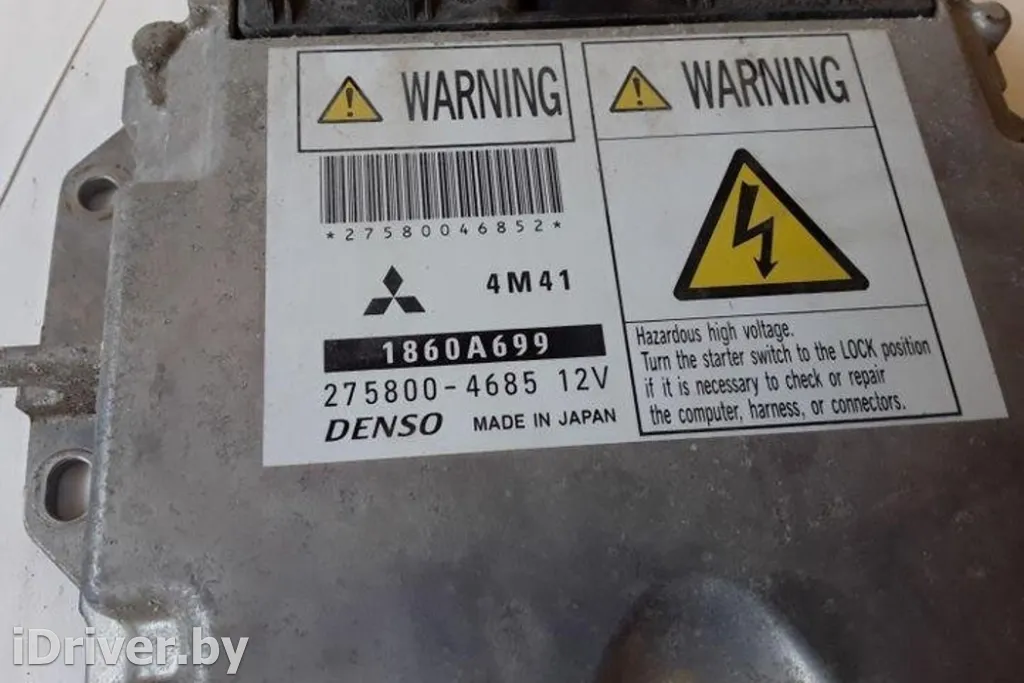 WARNING
*27580046852*
4M41
1860A699
275800-4685 12V
DENSO MADE IN JAPAN
WARNING
Hazardous high voltage.
Turn the starter switch to the LOCK position
if it is necessary to check or repair
the computer, harness, or connectors.
iDriver.by